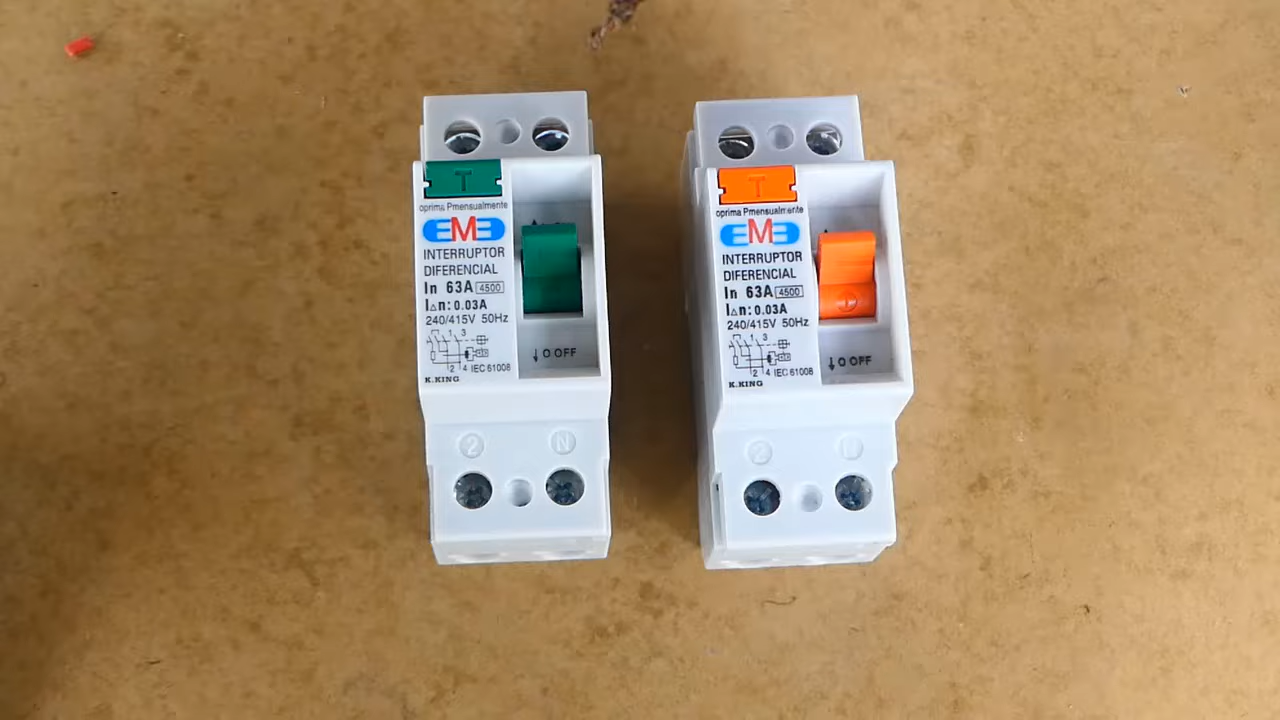 T
oprima Pmensualmente
EME
INTERRUPTOR
DIFERENCIAL
In 63A 4500
I△n: 0.03A
240/415V 50Hz
1 3
2 4 IEC 61008
K.KING
↓O OFF
2 N
T
oprima Pmensualmente
EME
INTERRUPTOR
DIFERENCIAL
In 63A 4500
I△n: 0.03A
240/415V 50Hz
1 3
2 4 IEC 61008
K.KING
↓O OFF
2